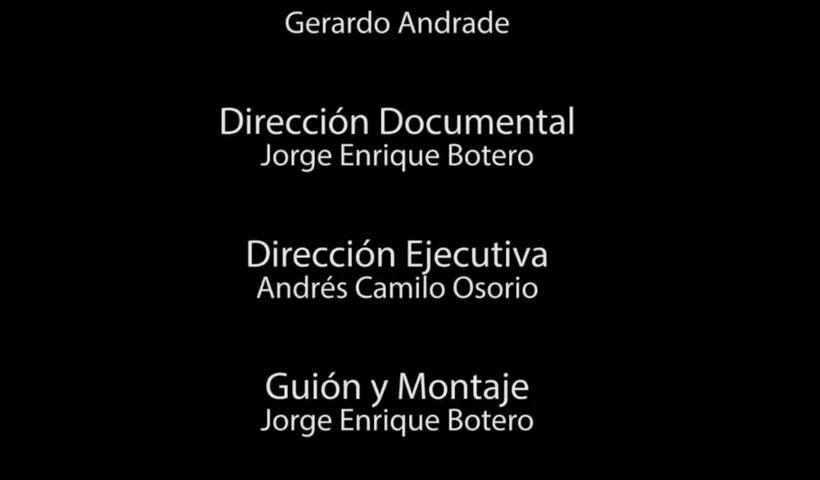 Gerardo Andrade
Dirección Documental
Jorge Enrique Botero
Dirección Ejecutiva
Andrés Camilo Osorio
Guión y Montaje
Jorge Enrique Botero